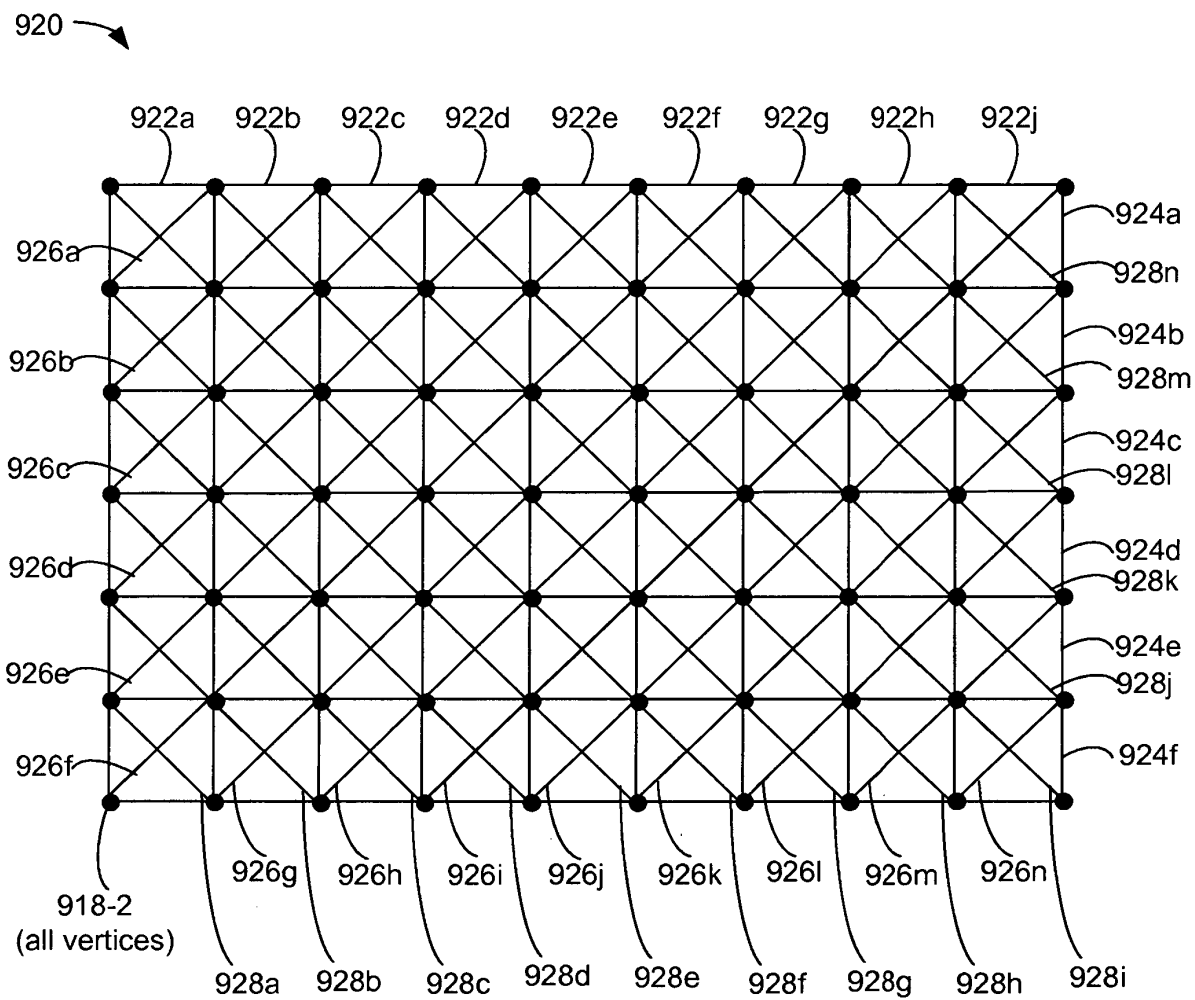 920
922a 922b 922c 922d 922e 922f 922g 922h 922j
924a
926a
928n
924b
926b
928m
924c
926c
928l
924d
926d
928k
924e
926e
928j
924f
926f
926g 926h 926i 926j 926k 926l 926m 926n
918-2
(all vertices)
928a 928b 928c 928d 928e 928f 928g 928h 928i